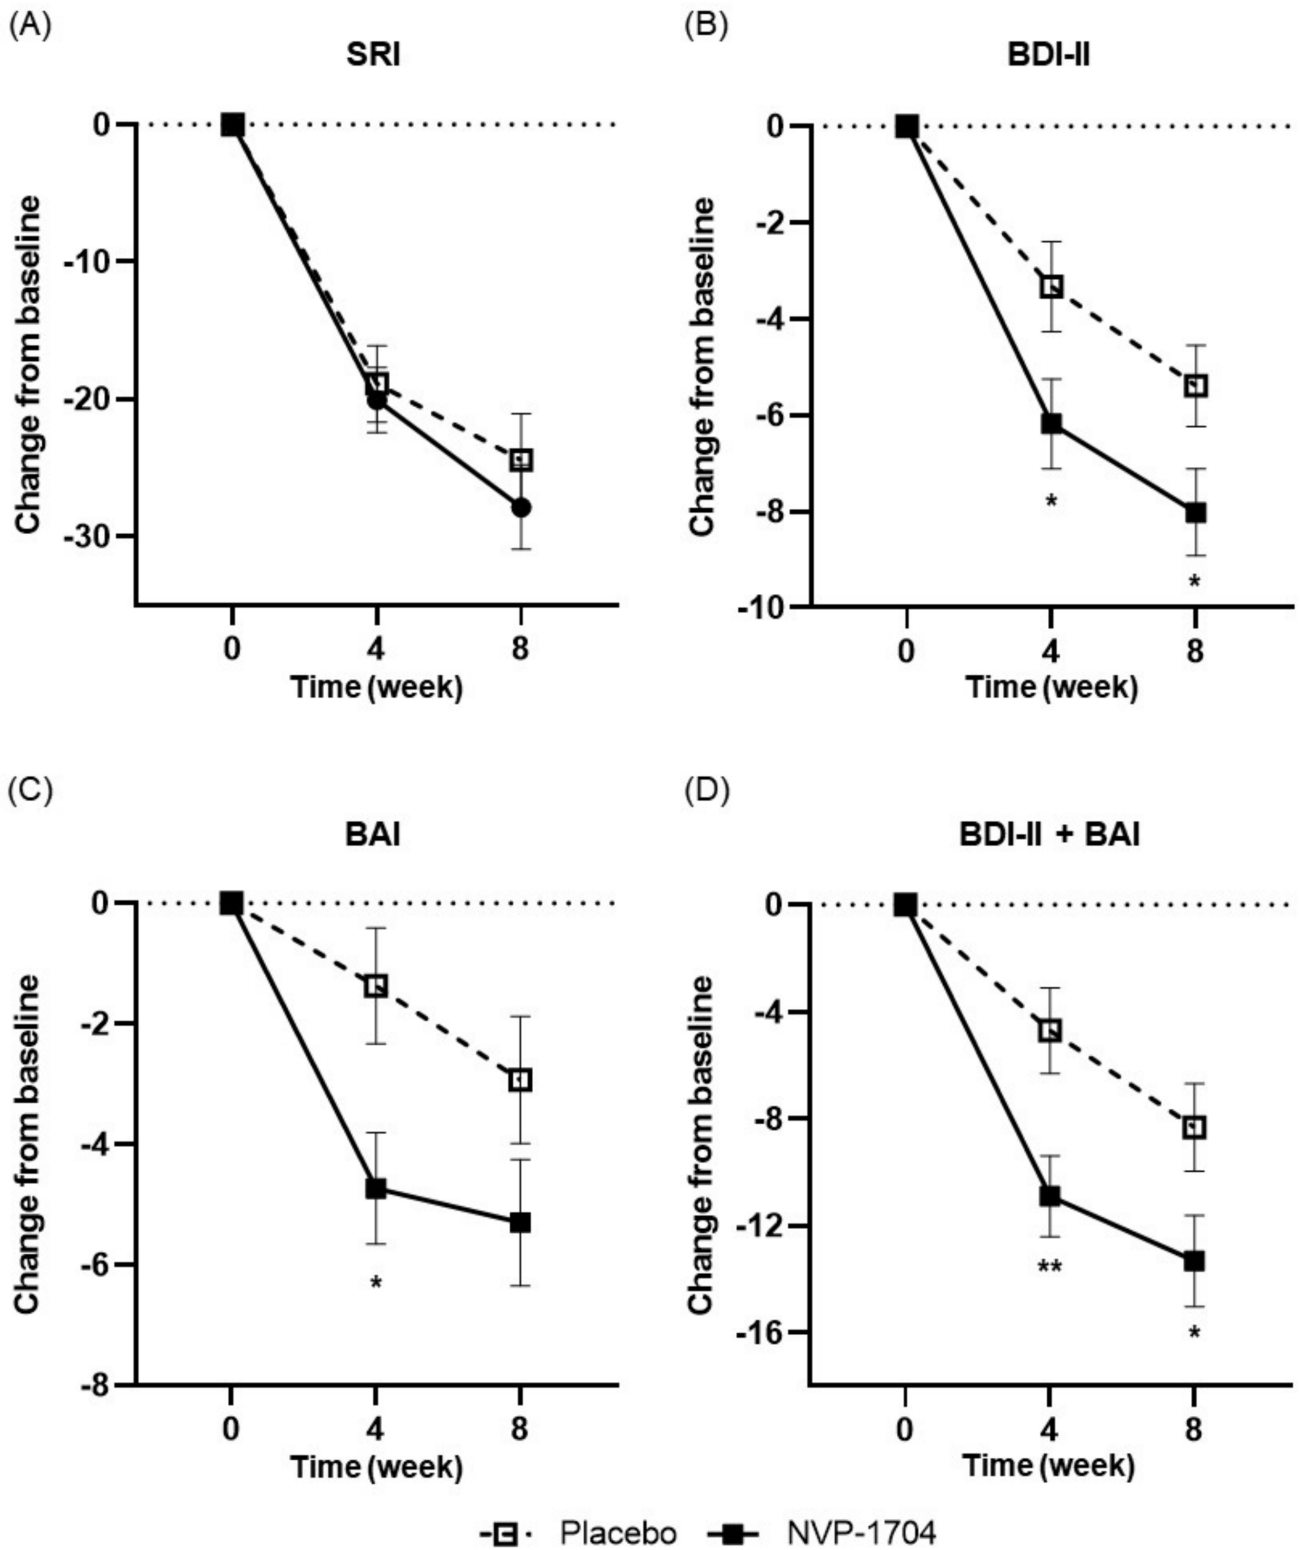 (A)
SRI
0
-10
-20
-30
Change from baseline
0 4 8
Time (week)
(B)
BDI-II
0
-2
-4
-6
-8
-10
Change from baseline
*
*
0 4 8
Time (week)
(C)
BAI
0
-2
-4
-6
-8
Change from baseline
*
0 4 8
Time (week)
(D)
BDI-II + BAI
0
-4
-8
-12
-16
Change from baseline
**
*
0 4 8
Time (week)
Placebo NVP-1704